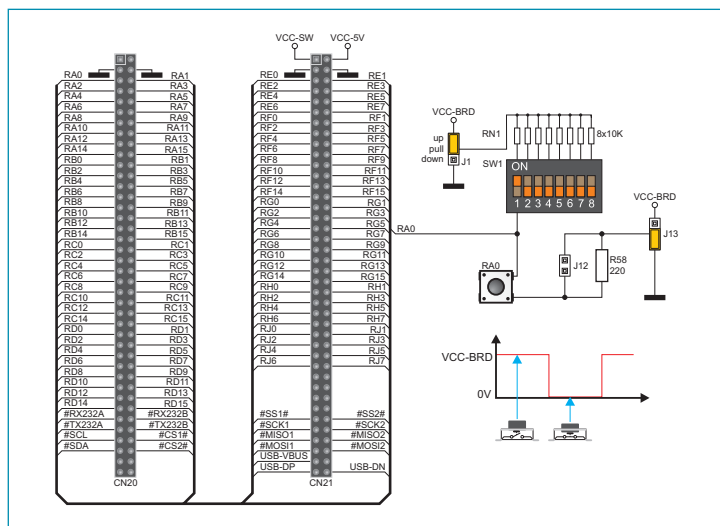 VCC-SW VCC-5V
RA0 RA1
RA2 RA3
RA4 RA5
RA6 RA7
RA8 RA9
RA10 RA11
RA12 RA13
RA14 RA15
RB0 RB1
RB2 RB3
RB4 RB5
RB6 RB7
RB8 RB9
RB10 RB11
RB12 RB13
RB14 RB15
RC0 RC1
RC2 RC3
RC4 RC5
RC6 RC7
RC8 RC9
RC10 RC11
RC12 RC13
RC14 RC15
RD0 RD1
RD2 RD3
RD4 RD5
RD6 RD7
RD8 RD9
RD10 RD11
RD12 RD13
RD14 RD15
#RX232A #RX232B
#TX232A #TX232B
#SCL #CS1#
#SDA #CS2#
CN20
RE0 RE1
RE2 RE3
RE4 RE5
RE6 RE7
RF0 RF1
RF2 RF3
RF4 RF5
RF6 RF7
RF8 RF9
RF10 RF11
RF12 RF13
RF14 RF15
RG0 RG1
RG2 RG3
RG4 RG5
RG6 RG7
RG8 RG9
RG10 RG11
RG12 RG13
RG14 RG15
RH0 RH1
RH2 RH3
RH4 RH5
RH6 RH7
RJ0 RJ1
RJ2 RJ3
RJ4 RJ5
RJ6 RJ7
#SS1# #SS2#
#SCK1 #SCK2
#MISO1 #MISO2
#MOSI1 #MOSI2
USB-VBUS
USB-DP USB-DN
CN21
VCC-BRD
up
pull
down
J1
RN1 8x10K
SW1
ON
1 2 3 4 5 6 7 8
RA0
VCC-BRD
J13
J12
R58
220
RA0
VCC-BRD
0V